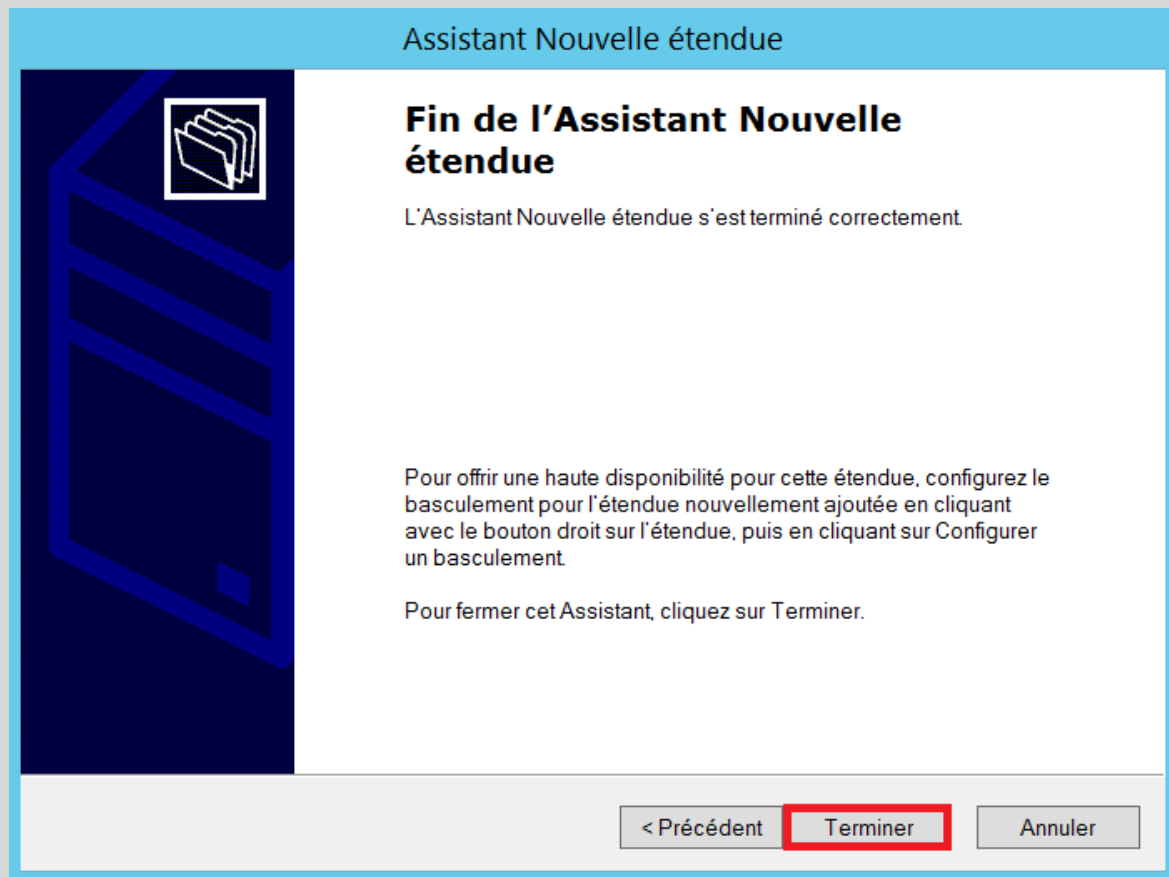 Assistant Nouvelle étendue
Fin de l’Assistant Nouvelle
étendue
L'Assistant Nouvelle étendue s'est terminé correctement.
Pour offrir une haute disponibilité pour cette étendue, configurez le
basculement pour l'étendue nouvellement ajoutée en cliquant
avec le bouton droit sur l'étendue, puis en cliquant sur Configurer
un basculement.
Pour fermer cet Assistant, cliquez sur Terminer.
< Précédent Terminer Annuler